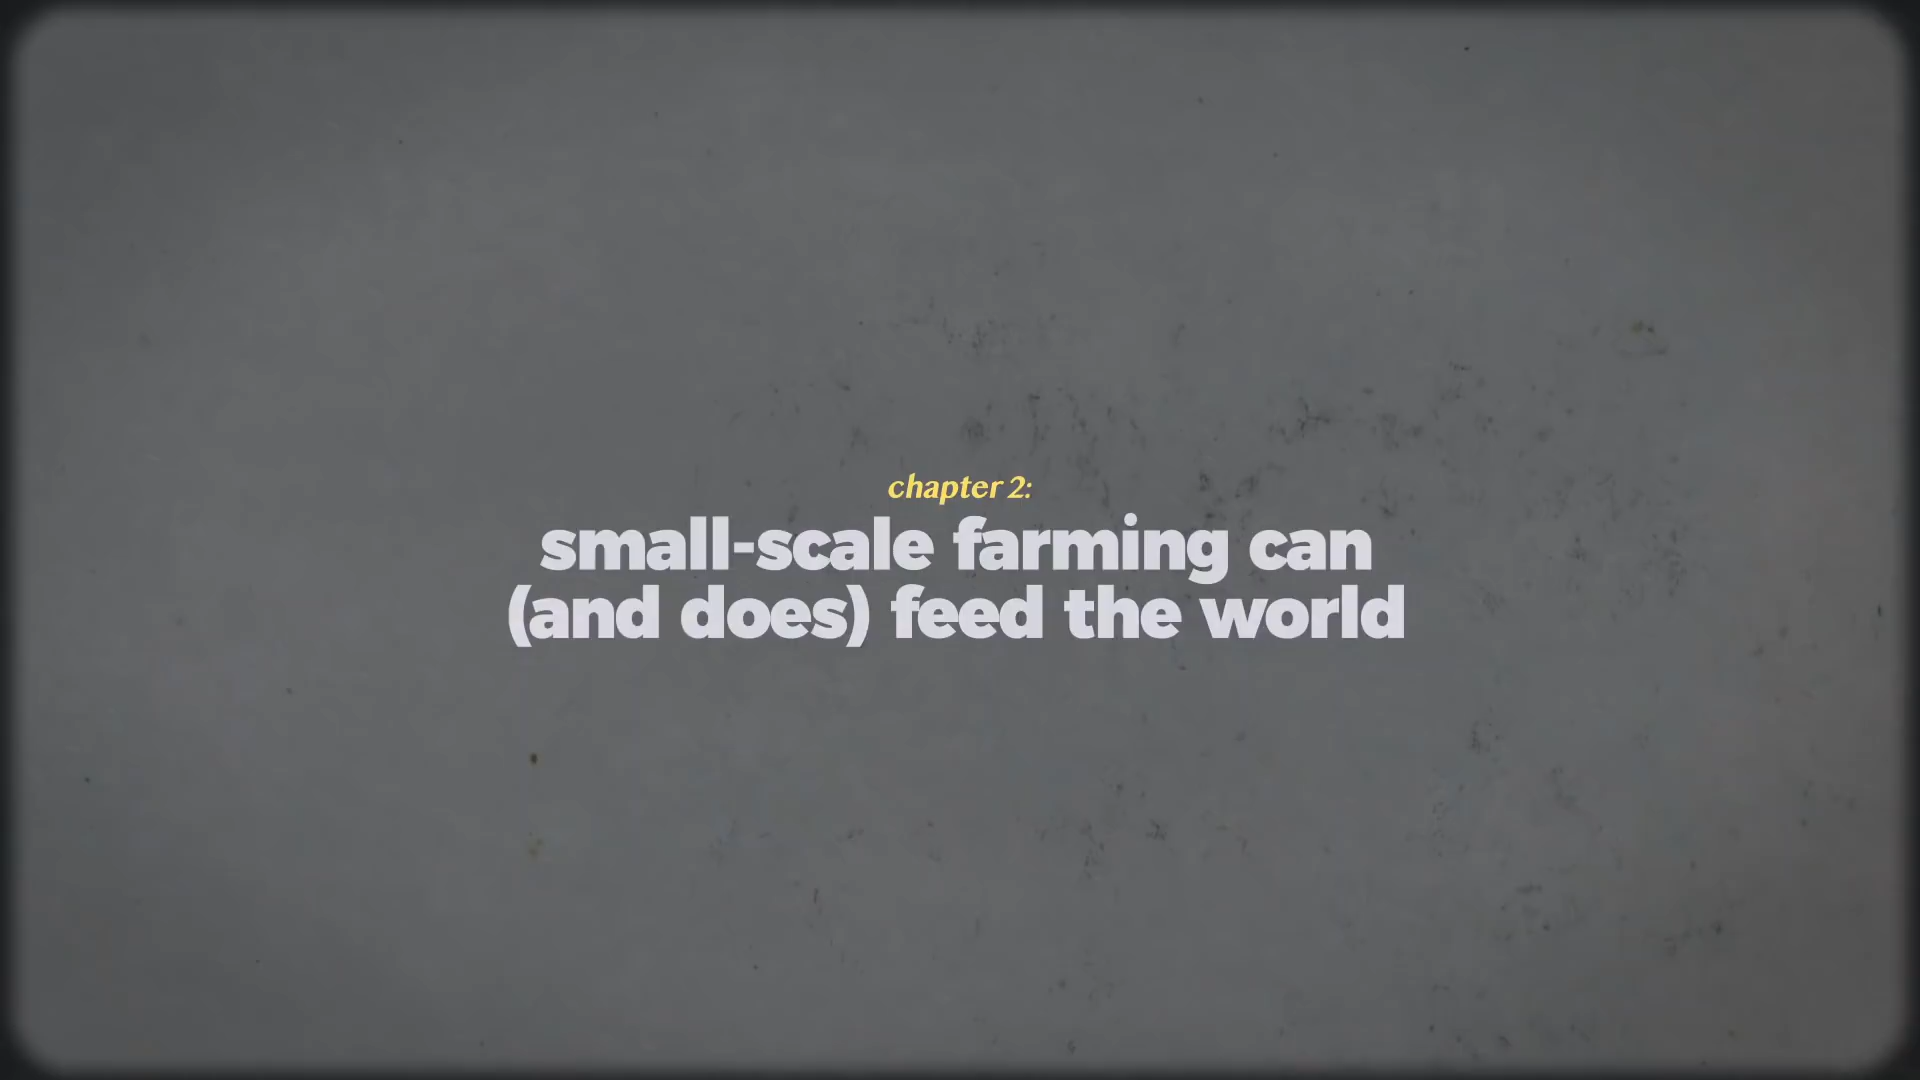 chapter 2:
small-scale farming can
(and does) feed the world